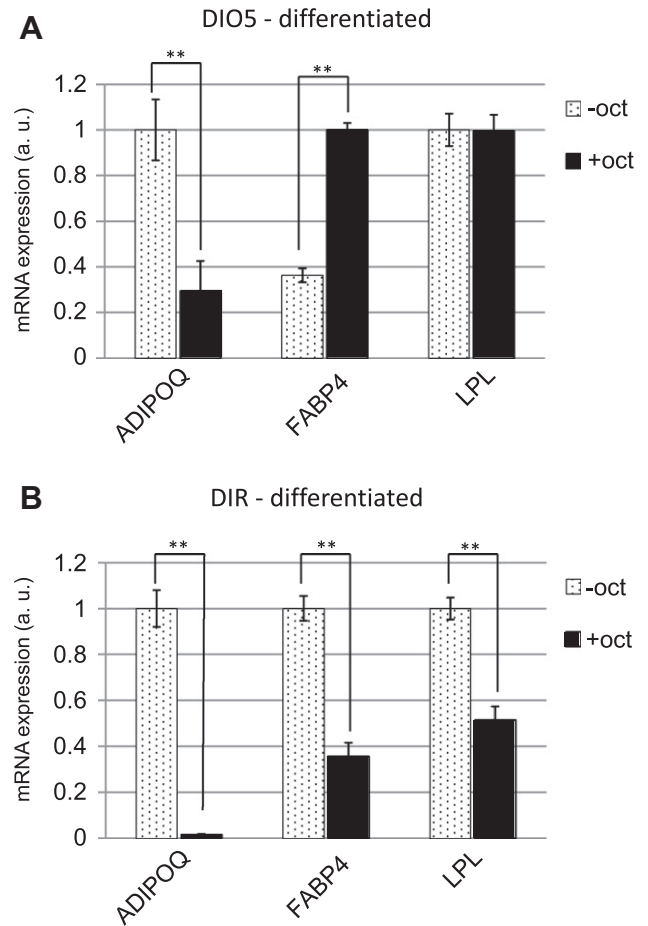 A
DIO5 - differentiated
mRNA expression (a. u.)
1.2
1
0.8
0.6
0.4
0.2
0
**
**
-oct
+oct
ADIPOQ
FABP4
LPL
B
DIR - differentiated
mRNA expression (a. u.)
1.2
1
0.8
0.6
0.4
0.2
0
**
**
**
-oct
+oct
ADIPOQ
FABP4
LPL